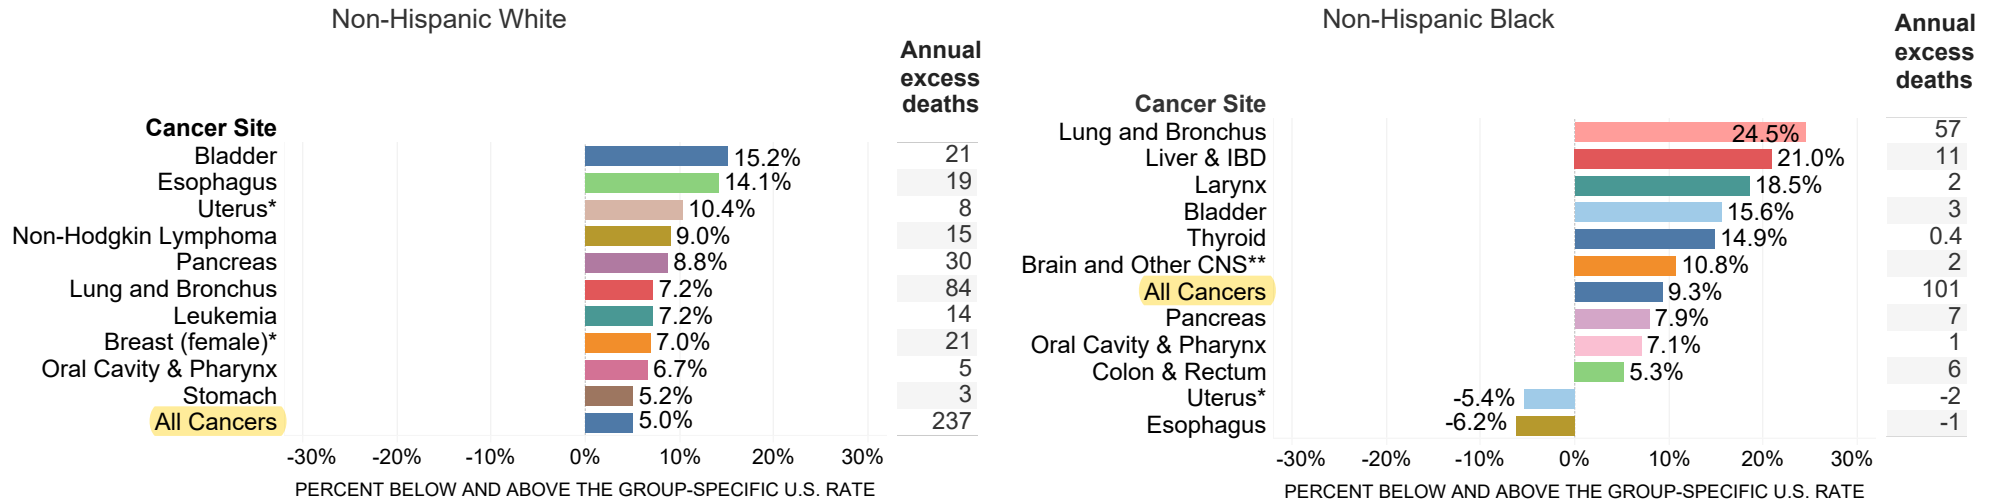 Non-Hispanic White
Annual
excess
deaths
Cancer Site
Bladder 15.2% 21
Esophagus 14.1% 19
Uterus* 10.4% 8
Non-Hodgkin Lymphoma 9.0% 15
Pancreas 8.8% 30
Lung and Bronchus 7.2% 84
Leukemia 7.2% 14
Breast (female)* 7.0% 21
Oral Cavity & Pharynx 6.7% 5
Stomach 5.2% 3
All Cancers 5.0% 237
-30% -20% -10% 0% 10% 20% 30%
PERCENT BELOW AND ABOVE THE GROUP-SPECIFIC U.S. RATE
Non-Hispanic Black
Annual
excess
deaths
Cancer Site
Lung and Bronchus 24.5% 57
Liver & IBD 21.0% 11
Larynx 18.5% 2
Bladder 15.6% 3
Thyroid 14.9% 0.4
Brain and Other CNS** 10.8% 2
All Cancers 9.3% 101
Pancreas 7.9% 7
Oral Cavity & Pharynx 7.1% 1
Colon & Rectum 5.3% 6
Uterus* -5.4% -2
Esophagus -6.2% -1
-30% -20% -10% 0% 10% 20% 30%
PERCENT BELOW AND ABOVE THE GROUP-SPECIFIC U.S. RATE